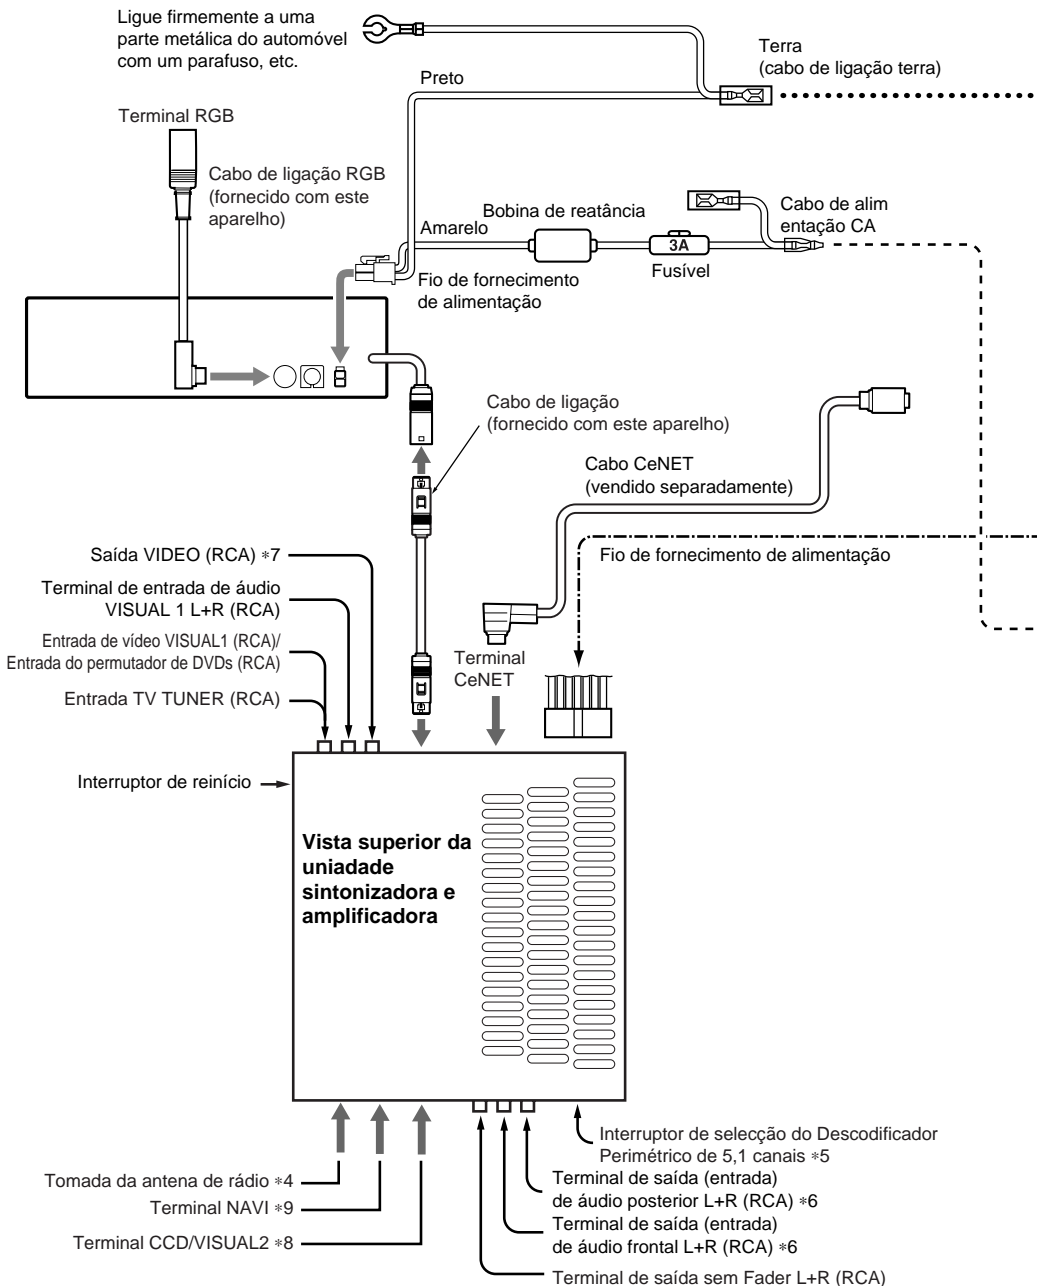 Ligue firmemente a uma
parte metálica do automóvel
com um parafuso, etc.
Terra
(cabo de ligação terra)
Preto
Terminal RGB
Cabo de ligação RGB
(fornecido com este
aparelho)
Bobina de reatância
Amarelo
Cabo de alim
entação CA
3A
Fusível
Fio de fornecimento
de alimentação
Cabo de ligação
(fornecido com este aparelho)
Cabo CeNET
(vendido separadamente)
Saída VIDEO (RCA) *7
Fio de fornecimento de alimentação
Terminal de entrada de áudio
VISUAL 1 L+R (RCA)
Entrada de vídeo VISUAL1 (RCA)/
Entrada do permutador de DVDs (RCA)
Entrada TV TUNER (RCA)
Terminal
CeNET
Interruptor de reinício
Vista superior da
uniadade
sintonizadora e
amplificadora
Interruptor de selecção do Descodificador
Perimétrico de 5,1 canais *5
Tomada da antena de rádio *4
Terminal de saída (entrada)
de áudio posterior L+R (RCA) *6
Terminal NAVI *9
Terminal de saída (entrada)
de áudio frontal L+R (RCA) *6
Terminal CCD/VISUAL2 *8
Terminal de saída sem Fader L+R (RCA)